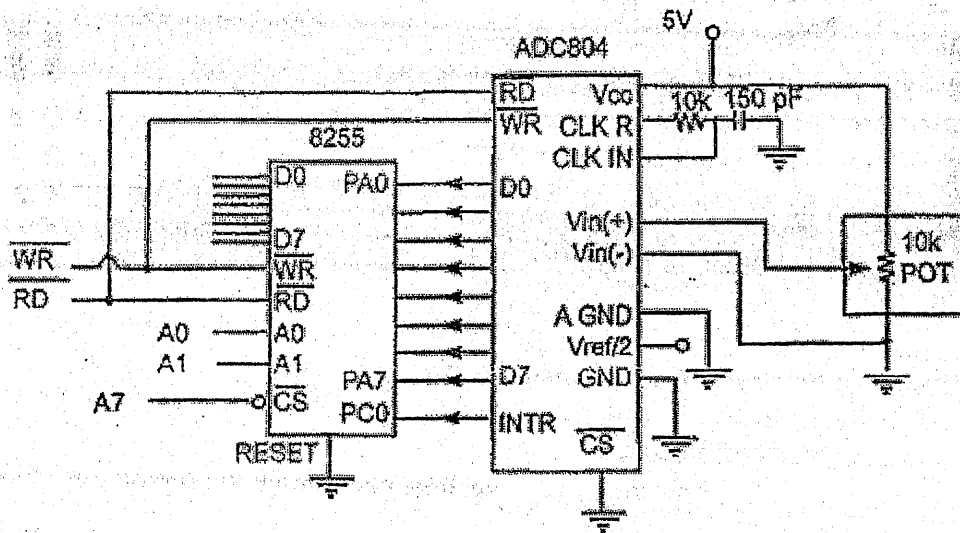 5V
ADC804
RD
Vcc
10k
150 pF
WR
CLK R
8255
CLK IN
D0
PA0
D0
Vin(+)
WR
D7
Vin(-)
10k
POT
RD
WR
RD
A GND
A0
A0
Vref/2
A1
A1
PA7
D7
GND
A7
CS
PC0
INTR
CS
RESET